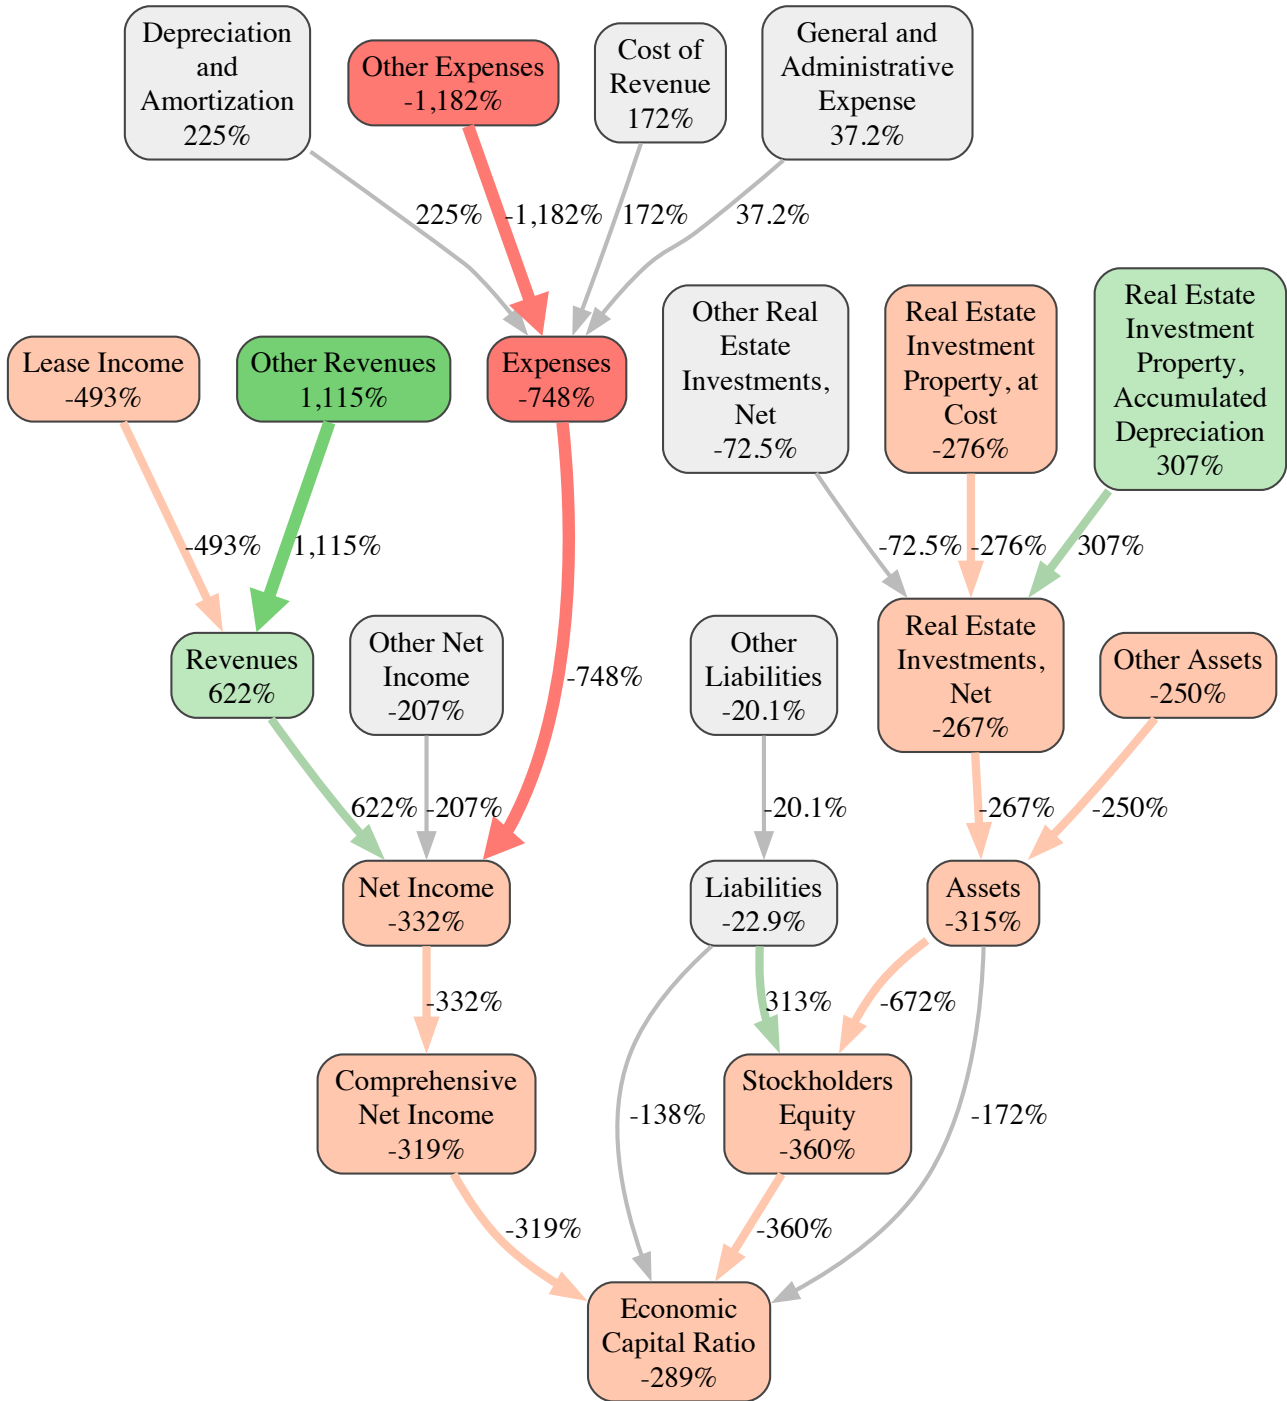 Depreciation
and
Amortization
225%
Other Expenses
-1,182%
Cost of
Revenue
172%
General and
Administrative
Expense
37.2%
225%
-1,182%
172%
37.2%
Lease Income
-493%
Other Revenues
1,115%
Expenses
-748%
Other Real
Estate
Investments,
Net
-72.5%
Real Estate
Investment
Property, at
Cost
-276%
Real Estate
Investment
Property,
Accumulated
Depreciation
307%
-493%
1,115%
-72.5%
-276%
307%
Revenues
622%
Other Net
Income
-207%
-748%
Other
Liabilities
-20.1%
Real Estate
Investments,
Net
-267%
Other Assets
-250%
622%
-207%
-20.1%
-267%
-250%
Net Income
-332%
Liabilities
-22.9%
Assets
-315%
-332%
313%
-672%
Comprehensive
Net Income
-319%
-138%
Stockholders
Equity
-360%
-172%
-319%
-360%
Economic
Capital Ratio
-289%